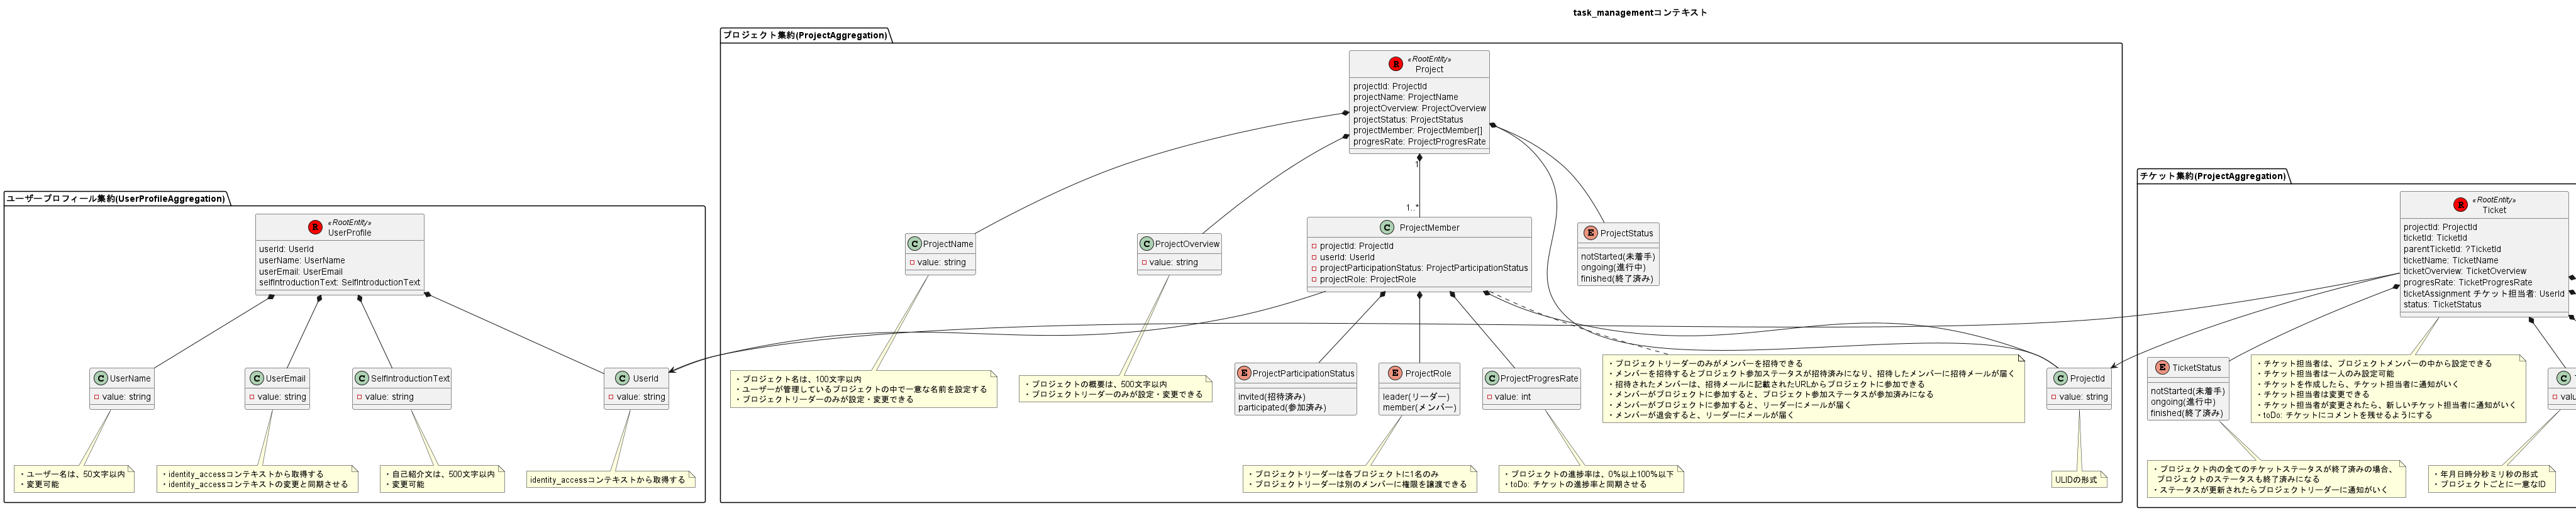 task_managementコンテキスト
ユーザープロフィール集約(UserProfileAggregation)
R
«RootEntity»
UserProfile
userId: UserId
userName: UserName
userEmail: UserEmail
selfIntroductionText: SelfIntroductionText
C UserName
value: string
C UserEmail
value: string
C SelfIntroductionText
value: string
C UserId
value: string
・ユーザー名は、50文字以内
・変更可能
・identity_accessコンテキストから取得する
・identity_accessコンテキストの変更と同期させる
・自己紹介文は、500文字以内
・変更可能
identity_accessコンテキストから取得する
プロジェクト集約(ProjectAggregation)
R
«RootEntity»
Project
projectId: ProjectId
projectName: ProjectName
projectOverview: ProjectOverview
projectStatus: ProjectStatus
projectMember: ProjectMember[]
progresRate: ProjectProgresRate
1
1..*
C ProjectName
value: string
C ProjectOverview
value: string
C ProjectMember
projectId: ProjectId
userId: UserId
projectParticipationStatus: ProjectParticipationStatus
projectRole: ProjectRole
E ProjectStatus
notStarted(未着手)
ongoing(進行中)
finished(終了済み)
・プロジェクト名は、100文字以内
・ユーザーが管理しているプロジェクトの中で一意な名前を設定する
・プロジェクトリーダーのみが設定・変更できる
・プロジェクトの概要は、500文字以内
・プロジェクトリーダーのみが設定・変更できる
E ProjectParticipationStatus
invited(招待済み)
participated(参加済み)
E ProjectRole
leader(リーダー)
member(メンバー)
C ProjectProgresRate
value: int
・プロジェクトリーダーのみがメンバーを招待できる
・メンバーを招待するとプロジェクト参加ステータスが招待済みになり、招待したメンバーに招待メールが届く
・招待されたメンバーは、招待メールに記載されたURLからプロジェクトに参加できる
・メンバーがプロジェクトに参加すると、プロジェクト参加ステータスが参加済みになる
・メンバーがプロジェクトに参加すると、リーダーにメールが届く
・メンバーが退会すると、リーダーにメールが届く
C ProjectId
value: string
・プロジェクトリーダーは各プロジェクトに1名のみ
・プロジェクトリーダーは別のメンバーに権限を譲渡できる
・プロジェクトの進捗率は、0%以上100%以下
・toDo: チケットの進捗率と同期させる
ULIDの形式
チケット集約(ProjectAggregation)
R
«RootEntity»
Ticket
projectId: ProjectId
ticketId: TicketId
parentTicketId: ?TicketId
ticketName: TicketName
ticketOverview: TicketOverview
progresRate: TicketProgresRate
ticketAssignment チケット担当者: UserId
status: TicketStatus
E TicketStatus
notStarted(未着手)
ongoing(進行中)
finished(終了済み)
・チケット担当者は、プロジェクトメンバーの中から設定できる
・チケット担当者は一人のみ設定可能
・チケットを作成したら、チケット担当者に通知がいく
・チケット担当者は変更できる
・チケット担当者が変更されたら、新しいチケット担当者に通知がいく
・toDo: チケットにコメントを残せるようにする
C
valu
・プロジェクト内の全てのチケットステータスが終了済みの場合、
プロジェクトのステータスも終了済みになる
・ステータスが更新されたらプロジェクトリーダーに通知がいく
・年月日時分秒ミリ秒の形式
・プロジェクトごとに一意なID